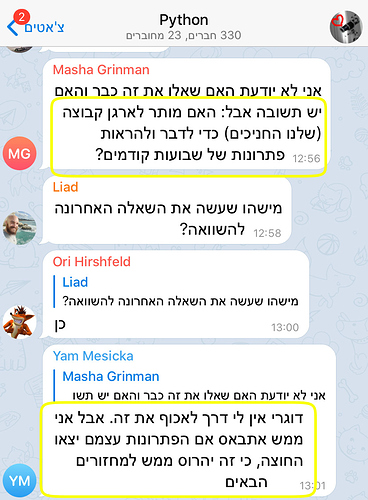 Python
330 חברים, 23 מחוברים
צ'אטים
2
Masha Grinman
אני לא יודעת האם שאלו את זה כבר והאם
יש תשובה אבל: האם מותר לארגן קבוצה
(שלנו החניכים) כדי לדבר ולהראות
פתרונות של שבועות קודמים?
12:56
MG
Liad
מישהו שעשה את השאלה האחרונה
להשוואה?
12:58
Ori Hirshfeld
Liad
מישהו שעשה את השאלה האחרונה להשוואה?
כן
13:00
Yam Mesicka
Masha Grinman
אני לא יודעת האם שאלו את זה כבר והאם יש תשו
דוגרי אין לי דרך לאכוף את זה. אבל אני
ממש אתבאס אם הפתרונות עצמם יצאו
החוצה, כי זה יהרוס ממש למחזורים
הבאים
13:01
YM